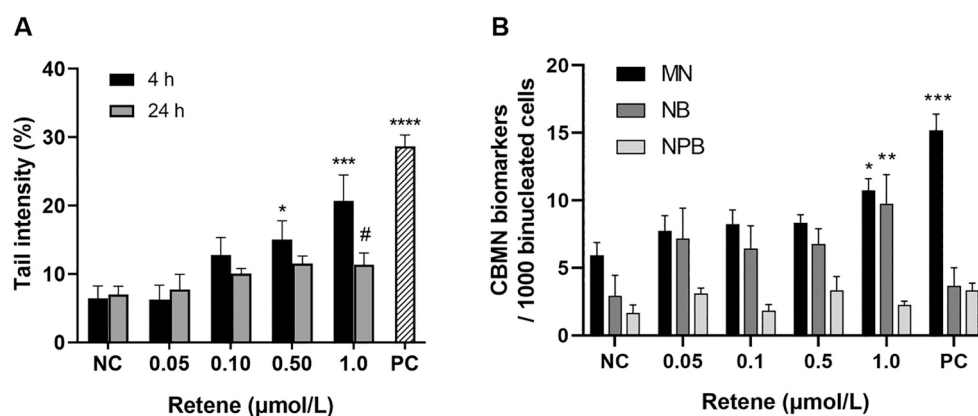 A
Tail intensity (%)
40
30
20
10
0
4 h
24 h
*
***
#
****
NC 0.05 0.10 0.50 1.0 PC
Retene (µmol/L)
B
CBMN biomarkers
/ 1000 binucleated cells
20
15
10
5
0
MN
NB
NPB
* **
***
NC 0.05 0.1 0.5 1.0 PC
Retene (µmol/L)